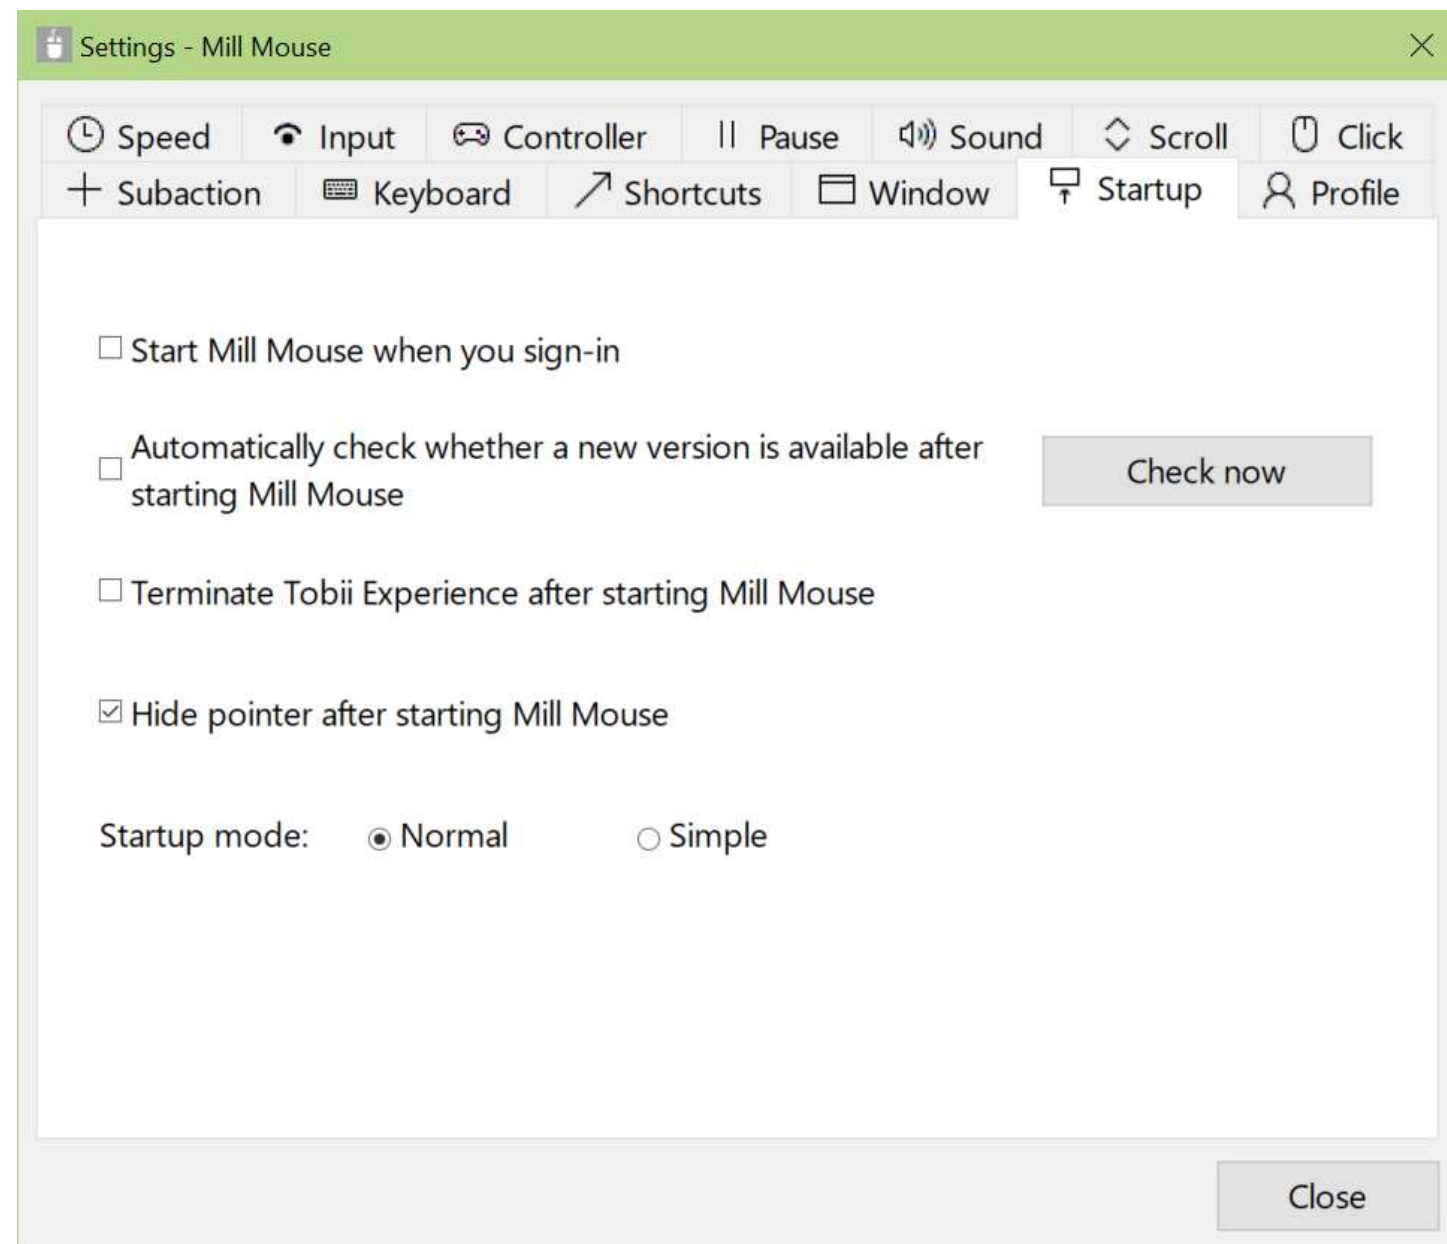 Settings - Mill Mouse
Speed Input Controller Pause Sound Scroll Click
Subaction Keyboard Shortcuts Window Startup Profile
Start Mill Mouse when you sign-in
Automatically check whether a new version is available after
starting Mill Mouse
Check now
Terminate Tobii Experience after starting Mill Mouse
Hide pointer after starting Mill Mouse
Startup mode: Normal Simple
Close